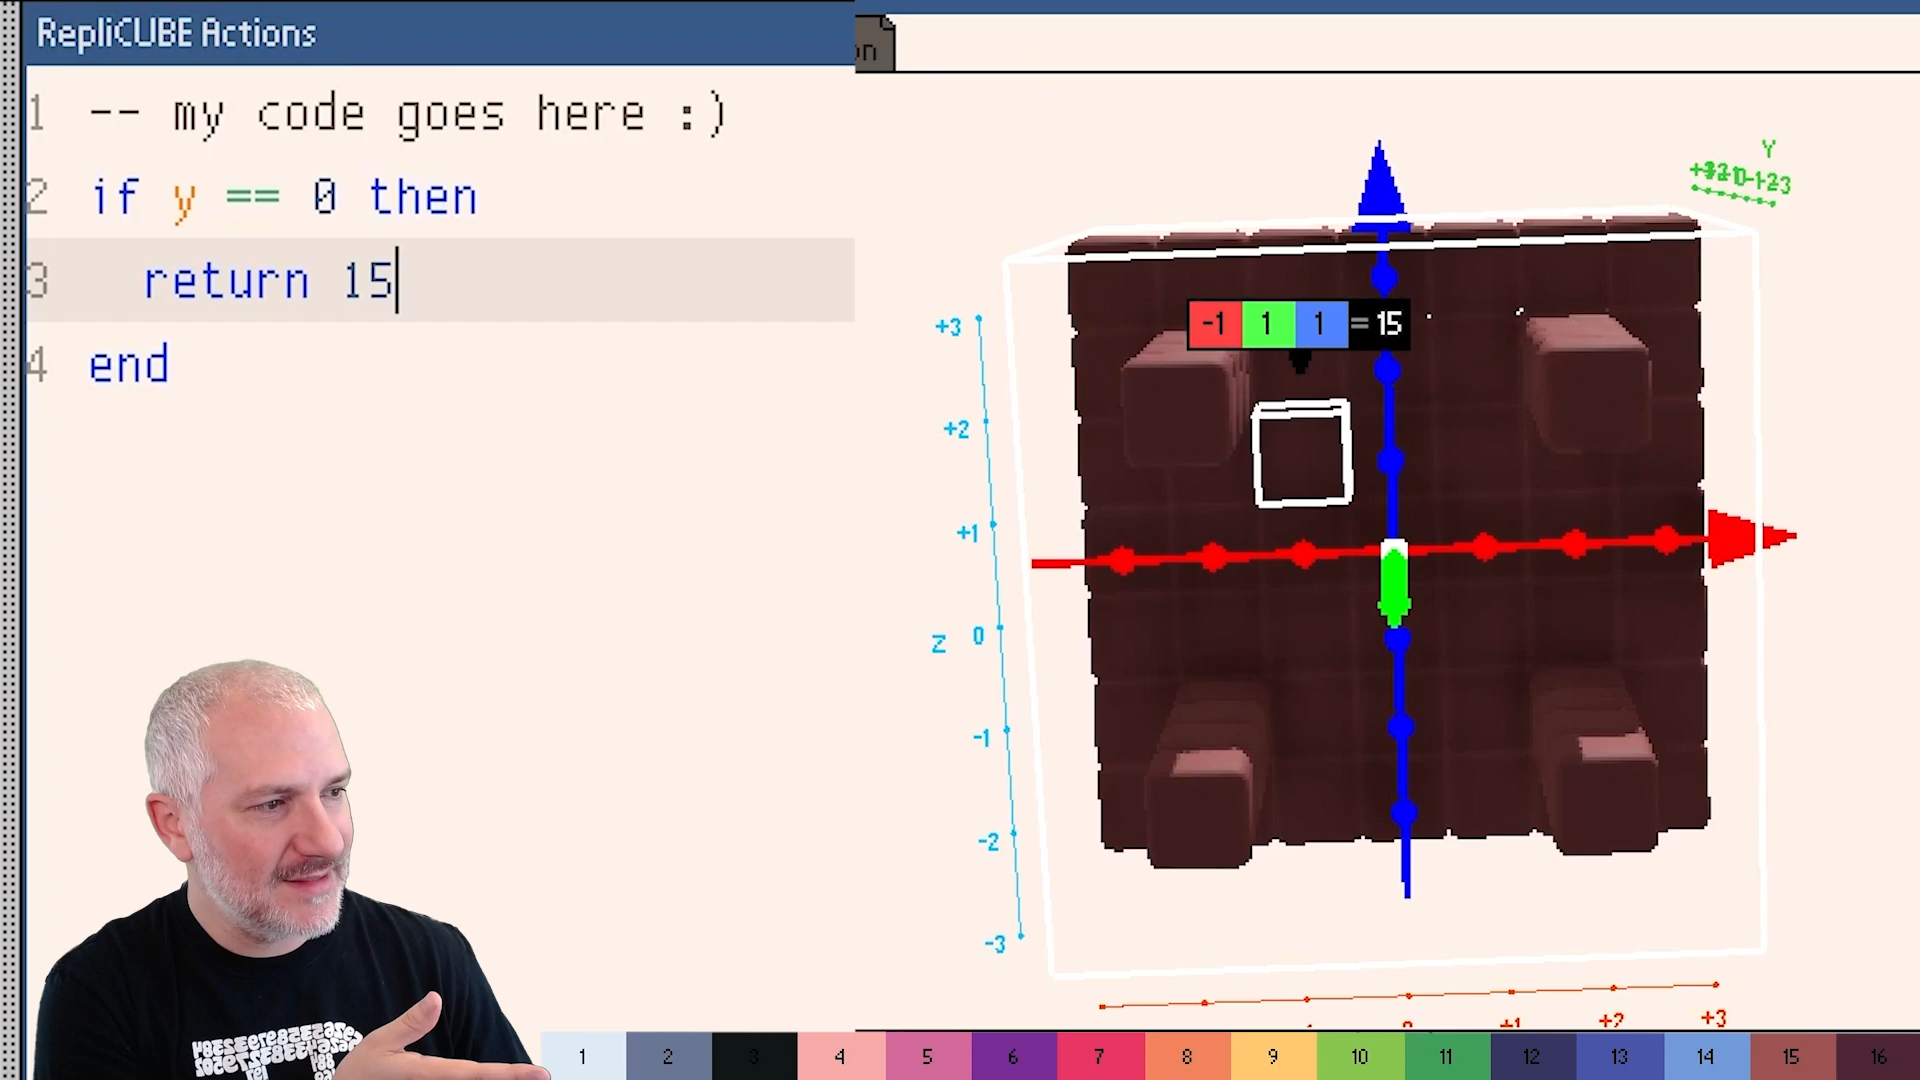 RepliCUBE Actions
on
1 -- my code goes here :)
2 if y == 0 then
3 return 15
4 end
Y
+3
-1 1 1 = 15
+2
+1
Z 0
-1
-2
-3
+1 +2 +3
1 2 3 4 5 6 7 8 9 10 11 12 13 14 15 16